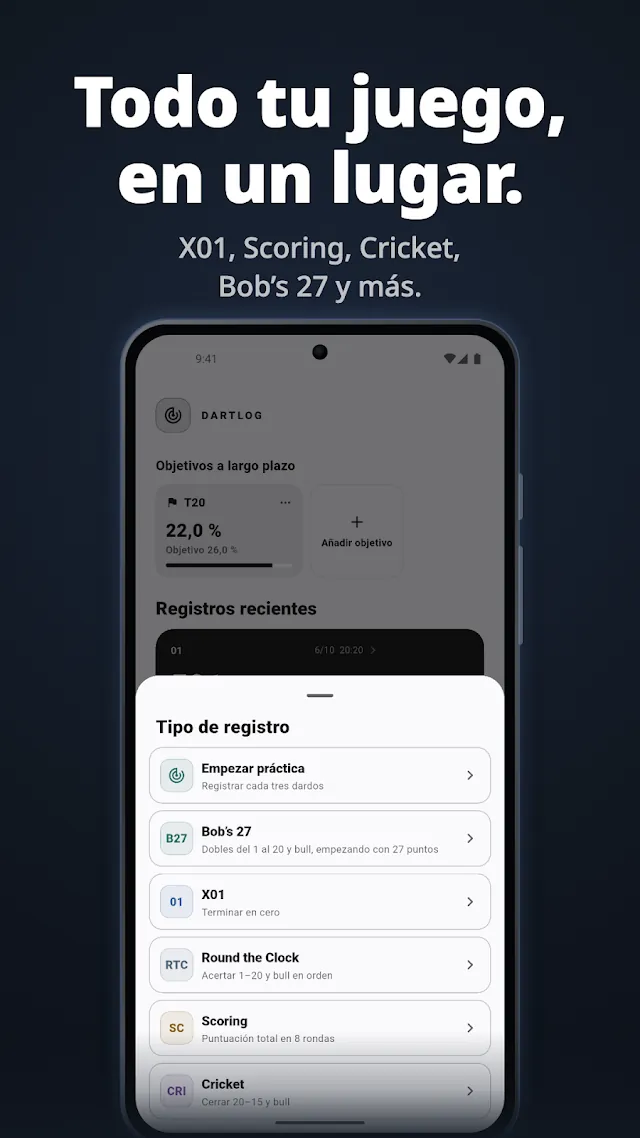 Todo tu juego,
en un lugar.
X01, Scoring, Cricket,
Bob’s 27 y más.
9:41
DARTLOG
Objetivos a largo plazo
T20
22,0 %
Objetivo 26,0 %
Añadir objetivo
Registros recientes
01
6/10 20:20
Tipo de registro
Empezar práctica
Registrar cada tres dardos
B27
Bob’s 27
Dobles del 1 al 20 y bull, empezando con 27 puntos
01
X01
Terminar en cero
RTC
Round the Clock
Acertar 1–20 y bull en orden
SC
Scoring
Puntuación total en 8 rondas
CRI
Cricket
Cerrar 20–15 y bull